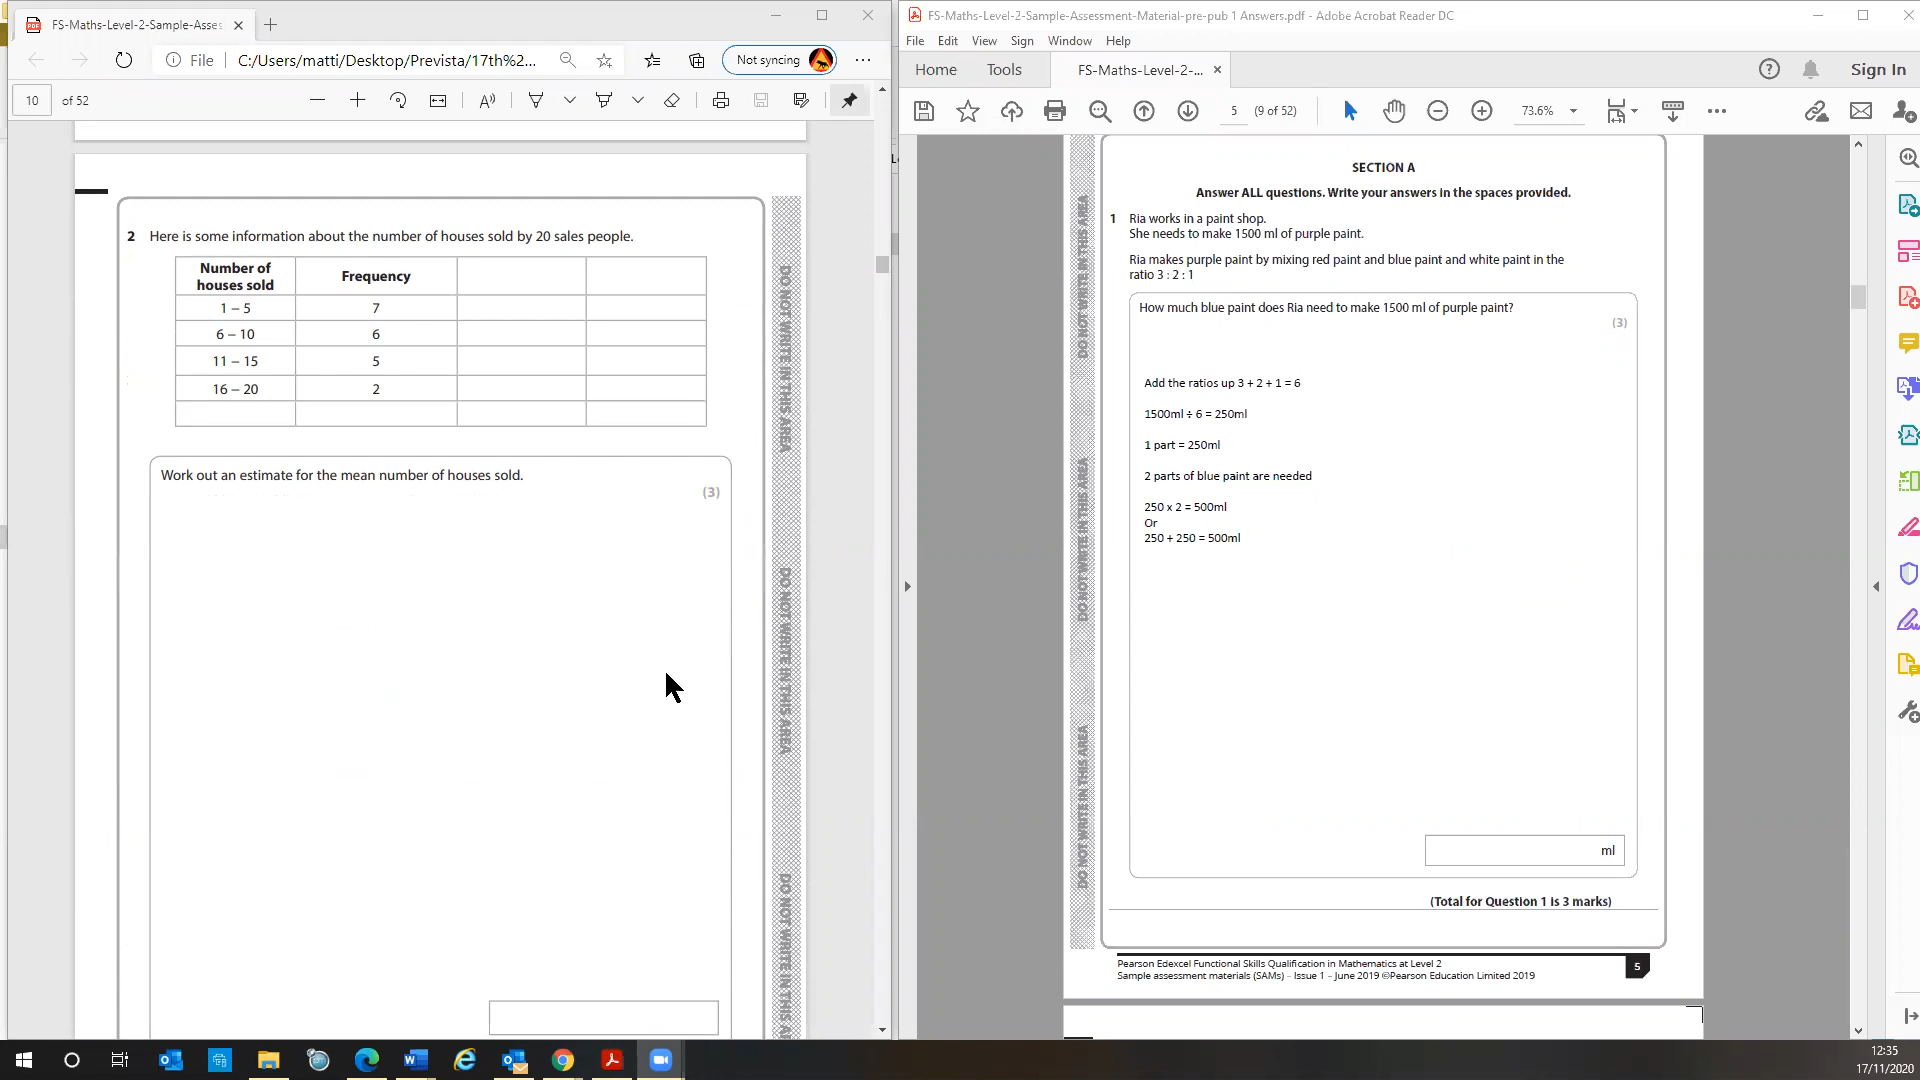 FS-Maths-Level-2-Sample-Asses
File
C:/Users/matti/Desktop/Prevista/17th%2...
Not syncing
10 of 52
2 Here is some information about the number of houses sold by 20 sales people.
Number of houses sold Frequency
1 – 5 7
6 – 10 6
11 – 15 5
16 – 20 2
Work out an estimate for the mean number of houses sold.
(3)
DO NOT WRITE IN THIS AREA
DO NOT WRITE IN THIS AREA
DO NOT WRITE IN THIS A
FS-Maths-Level-2-Sample-Assessment-Material-pre-pub 1 Answers.pdf - Adobe Acrobat Reader DC
File Edit View Sign Window Help
Home Tools FS-Maths-Level-2-... Sign In
5 (9 of 52) 73.6%
SECTION A
Answer ALL questions. Write your answers in the spaces provided.
1 Ria works in a paint shop.
She needs to make 1500 ml of purple paint.
Ria makes purple paint by mixing red paint and blue paint and white paint in the
ratio 3 : 2 : 1
How much blue paint does Ria need to make 1500 ml of purple paint?
(3)
Add the ratios up 3 + 2 + 1 = 6
1500ml ÷ 6 = 250ml
1 part = 250ml
2 parts of blue paint are needed
250 x 2 = 500ml
Or
250 + 250 = 500ml
ml
(Total for Question 1 is 3 marks)
DO NOT WRITE IN THIS AREA
DO NOT WRITE IN THIS AREA
DO NOT WRITE IN THIS AREA
Pearson Edexcel Functional Skills Qualification in Mathematics at Level 2
Sample assessment materials (SAMs) – Issue 1 – June 2019 ©Pearson Education Limited 2019
5
12:35
17/11/2020